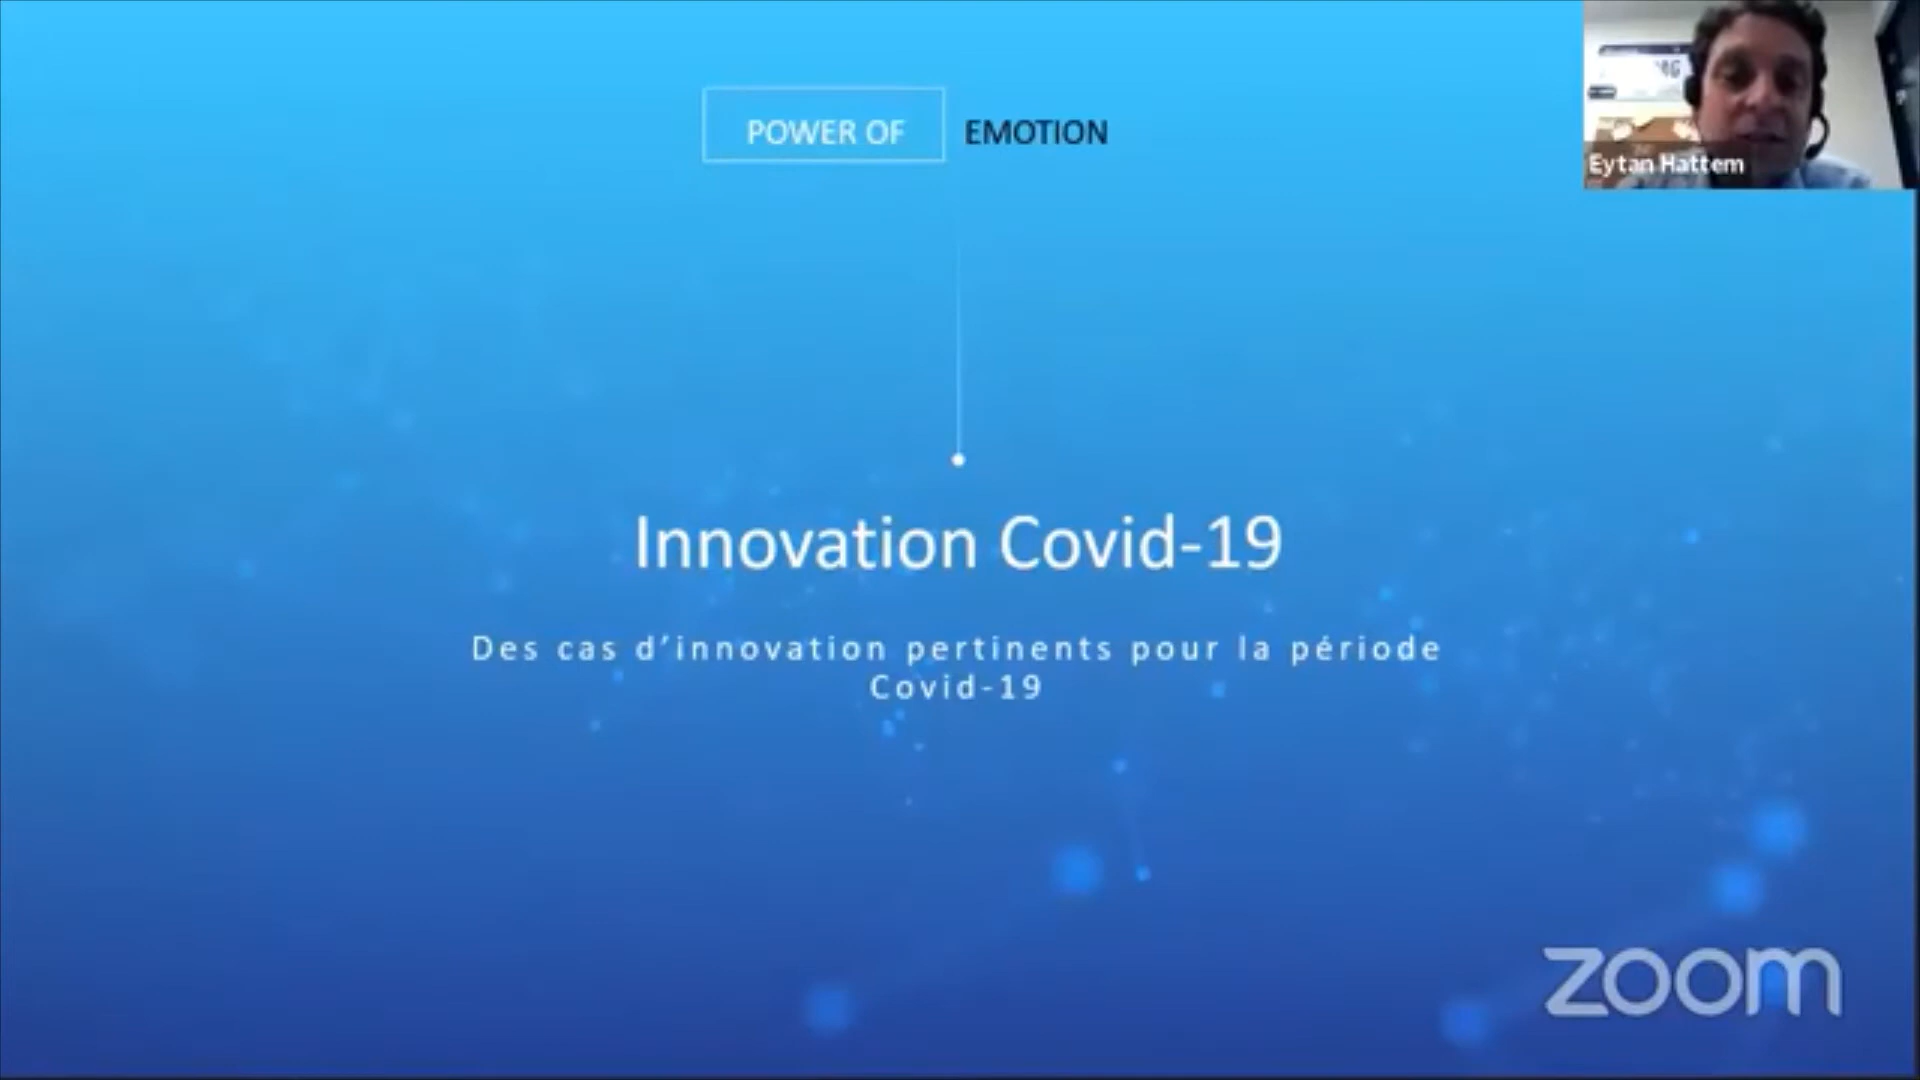 POWER OF EMOTION
Eytan Hattem
Innovation Covid-19
Des cas d’innovation pertinents pour la période
Covid-19
zoom